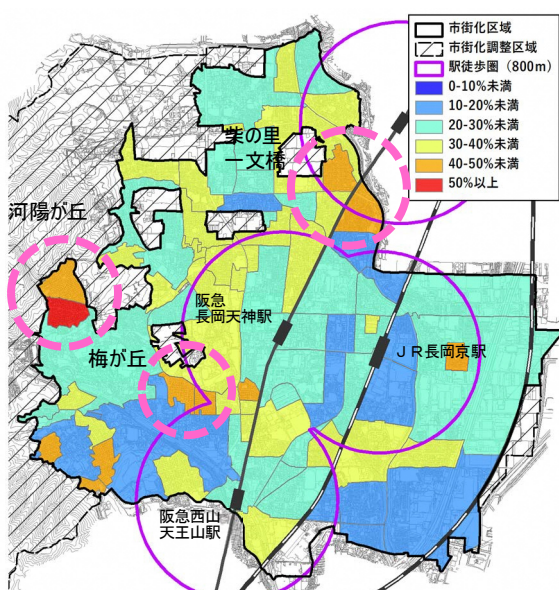 市街化区域
市街化調整区域
駅徒歩圏（800m）
0-10%未満
10-20%未満
20-30%未満
30-40%未満
40-50%未満
50%以上
柴の里
一文橋
河陽が丘
阪急
長岡天神駅
ＪＲ長岡京駅
梅が丘
阪急西山
天王山駅